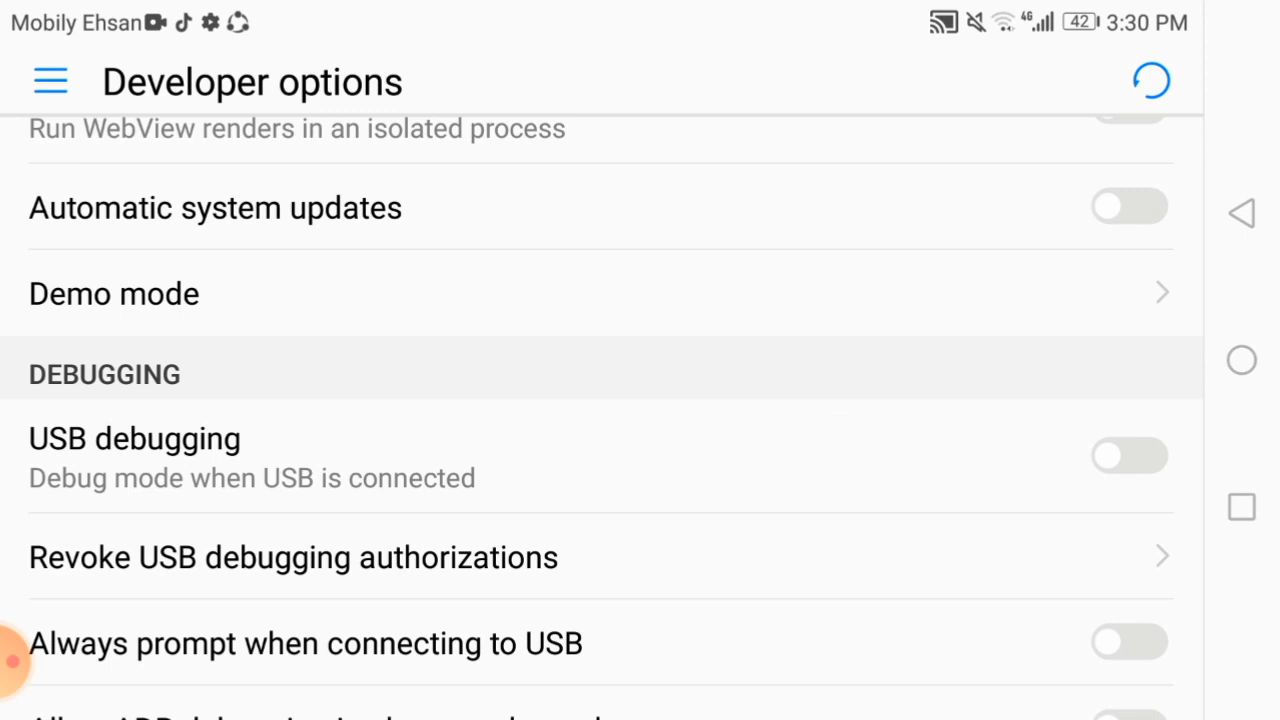 Mobily Ehsan 4G 42 3:30 PM
Developer options
Run WebView renders in an isolated process
Automatic system updates
Demo mode
DEBUGGING
USB debugging
Debug mode when USB is connected
Revoke USB debugging authorizations
Always prompt when connecting to USB